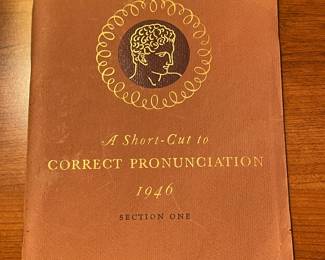 A Short-Cut to
CORRECT PRONUNCIATION
1946
SECTION ONE